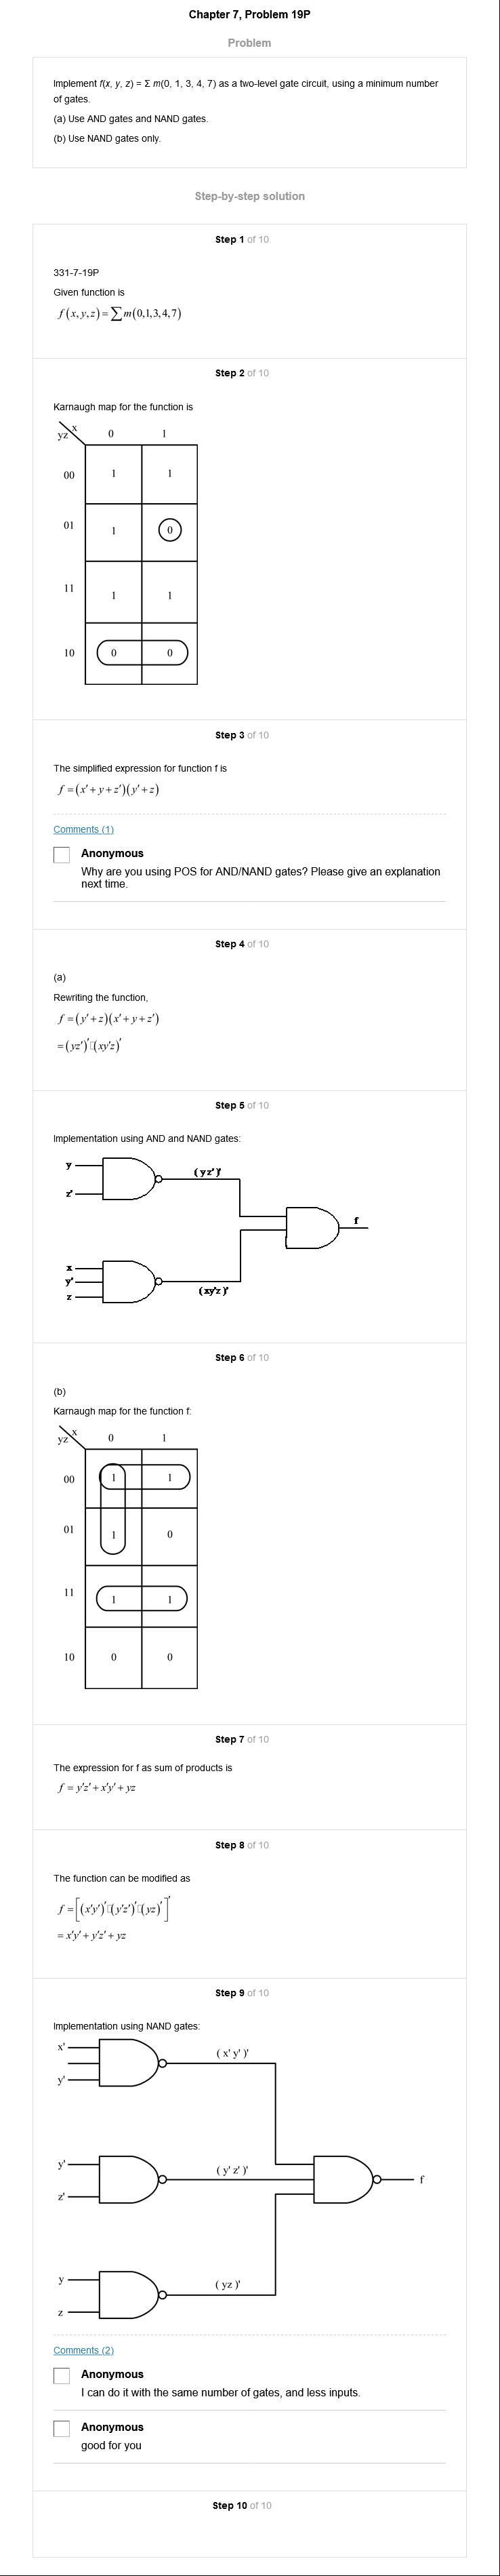 Chapter 7, Problem 19P
Problem
Implement f(x, y, z) = Σ m(0, 1, 3, 4, 7) as a two-level gate circuit, using a minimum number
of gates.
(a) Use AND gates and NAND gates.
(b) Use NAND gates only.
Step-by-step solution
Step 1 of 10
331-7-19P
Given function is
f(x,y,z)=∑m(0,1,3,4,7)
Step 2 of 10
Karnaugh map for the function is
yz x 0 1
00 1 1
01 1 0
11 1 1
10 0 0
Step 3 of 10
The simplified expression for function f is
f=(x′+y+z′)(y′+z)
Comments (1)
Anonymous
Why are you using POS for AND/NAND gates? Please give an explanation
next time.
Step 4 of 10
(a)
Rewriting the function,
f=(y′+z)(x′+y+z′)
=(yz′)′▯(xy′z)′
Step 5 of 10
Implementation using AND and NAND gates:
y
(yz')'
z'
f
x
y'
z
(xy'z)'
Step 6 of 10
(b)
Karnaugh map for the function f:
yz x 0 1
00 1 1
01 1 0
11 1 1
10 0 0
Step 7 of 10
The expression for f as sum of products is
f = y′z′+x′y′+yz
Step 8 of 10
The function can be modified as
f=[(x′y′)′▯(y′z′)′▯(yz)′]′
= x′y′+y′z′+yz
Step 9 of 10
Implementation using NAND gates:
x'
( x' y' )'
y'
y'
( y' z' )'
f
z'
y
( yz )'
z
Comments (2)
Anonymous
I can do it with the same number of gates, and less inputs.
Anonymous
good for you
Step 10 of 10